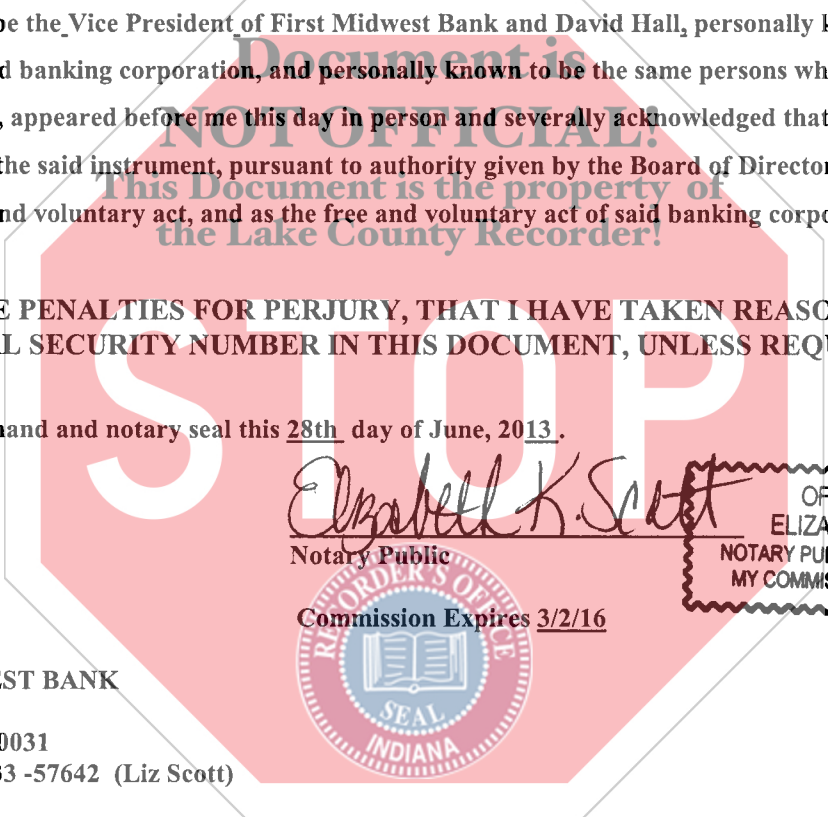 be the Vice President of First Midwest Bank and David Hall, personally
Document is
d banking corporation, and personally known to be the same persons wh
NOT OFFICIAL!
, appeared before me this day in person and severally acknowledged that
the said instrument, pursuant to authority given by the Board of Director
This Document is the property of
nd voluntary act, and as the free and voluntary act of said banking corpo
the Lake County Recorder!
E PENALTIES FOR PERJURY, THAT I HAVE TAKEN REASO
L SECURITY NUMBER IN THIS DOCUMENT, UNLESS REQU
STOP
hand and notary seal this 28th day of June, 2013.
Elizabeth K. Scott
OF
ELIZA
Notary Public
NOTARY PU
MY COMMIS
Commission Expires 3/2/16
RECORDER'S OFFICE
SEAL
INDIANA
EST BANK
0031
33 -57642 (Liz Scott)